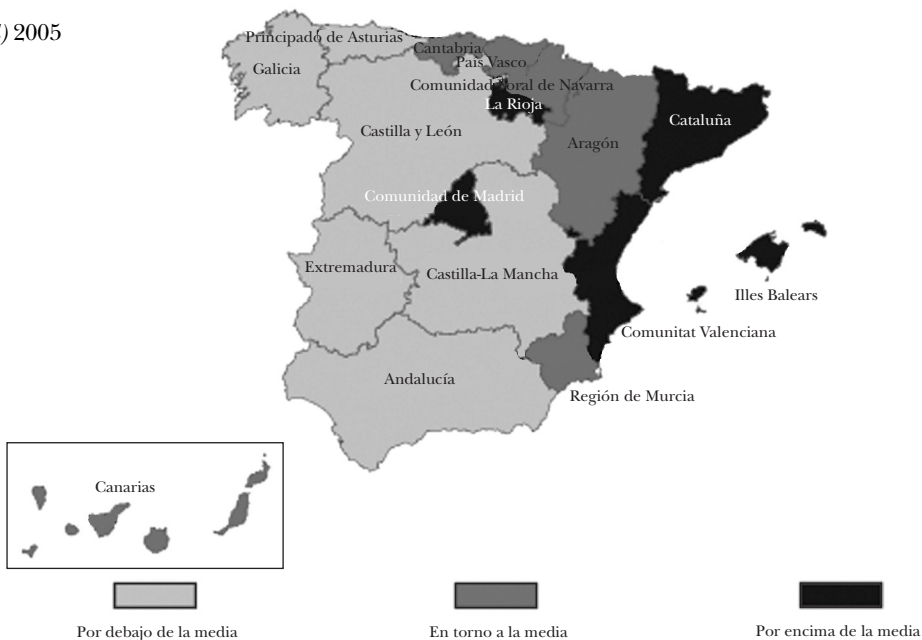 ) 2005
Principado de Asturias
Cantabria
País Vasco
Galicia
Comunidad Foral de Navarra
La Rioja
Cataluña
Castilla y León
Aragón
Comunidad de Madrid
Extremadura
Castilla-La Mancha
Illes Balears
Comunitat Valenciana
Andalucía
Región de Murcia
Canarias
Por debajo de la media
En torno a la media
Por encima de la media